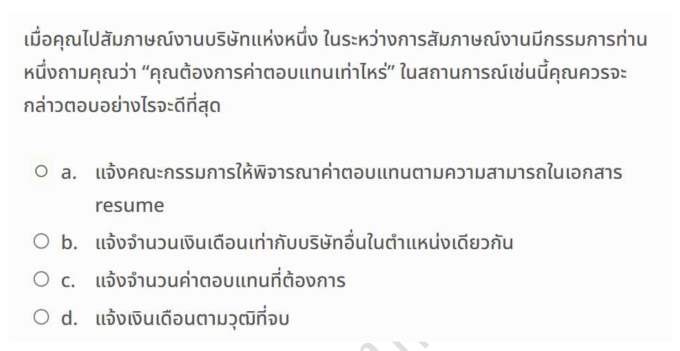 เมื่อคุณไปสัมภาษณ์งานบริษัทแห่งหนึ่ง ในระหว่างการสัมภาษณ์งานมีกรรมการท่าน
หนึ่งถามคุณว่า “คุณต้องการค่าตอบแทนเท่าไหร่” ในสถานการณ์เช่นนี้คุณควรจะ
กล่าวตอบอย่างไรจะดีที่สุด
a. แจ้งคณะกรรมการให้พิจารณาค่าตอบแทนตามความสามารถในเอกสาร
resume
b. แจ้งจำนวนเงินเดือนเท่ากับบริษัทอื่นในตำแหน่งเดียวกัน
c. แจ้งจำนวนค่าตอบแทนที่ต้องการ
d. แจ้งเงินเดือนตามวุฒิที่จบ